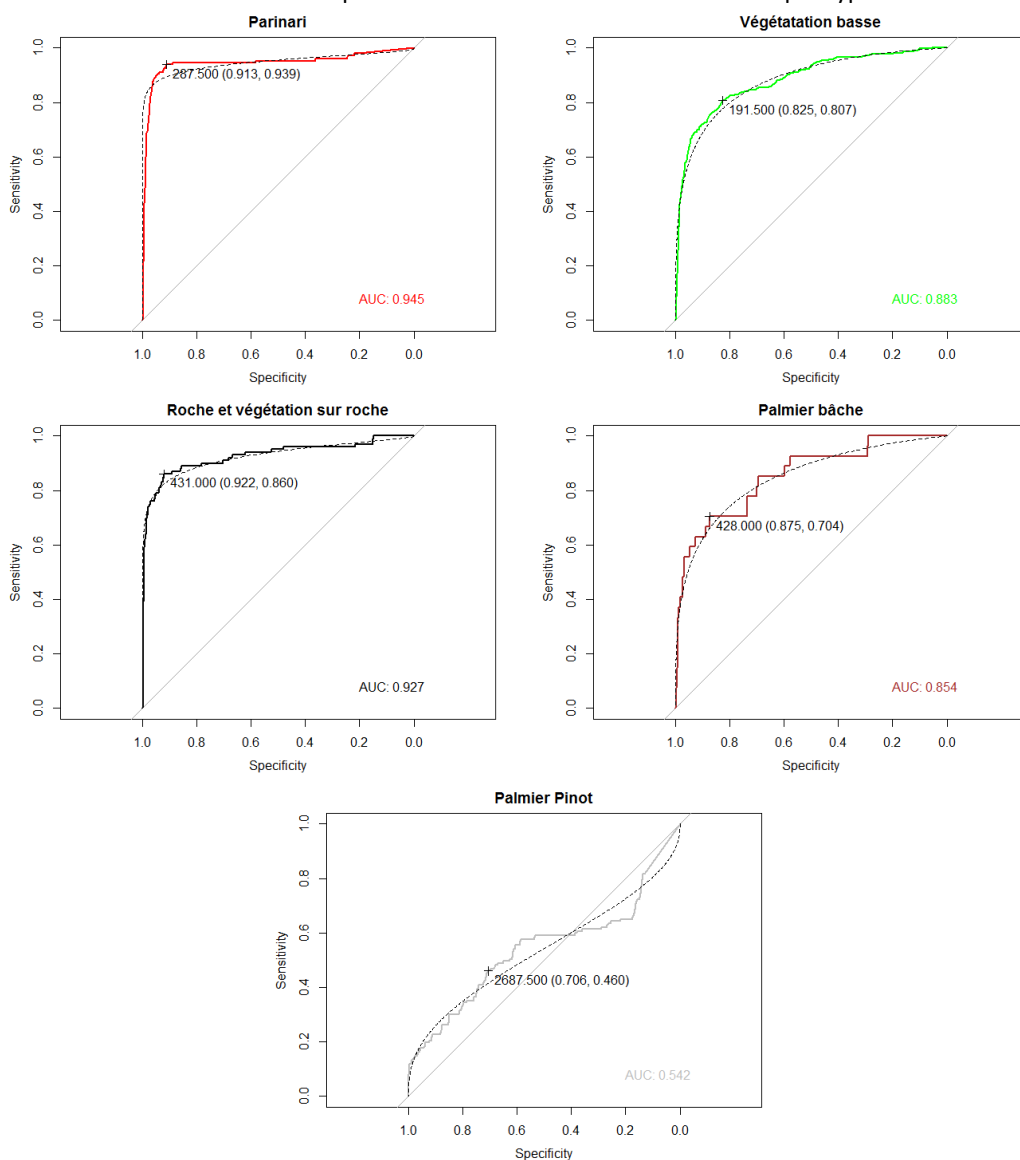 Parinari
1.0
0.8
0.6
0.4
0.2
0.0
Sensitivity
287.500 (0.913, 0.939)
AUC: 0.945
1.0 0.8 0.6 0.4 0.2 0.0
Specificity
Végétatation basse
1.0
0.8
0.6
0.4
0.2
0.0
Sensitivity
191.500 (0.825, 0.807)
AUC: 0.883
1.0 0.8 0.6 0.4 0.2 0.0
Specificity
Roche et végétation sur roche
1.0
0.8
0.6
0.4
0.2
0.0
Sensitivity
431.000 (0.922, 0.860)
AUC: 0.927
1.0 0.8 0.6 0.4 0.2 0.0
Specificity
Palmier bâche
1.0
0.8
0.6
0.4
0.2
0.0
Sensitivity
428.000 (0.875, 0.704)
AUC: 0.854
1.0 0.8 0.6 0.4 0.2 0.0
Specificity
Palmier Pinot
1.0
0.8
0.6
0.4
0.2
0.0
Sensitivity
2687.500 (0.706, 0.460)
AUC: 0.542
1.0 0.8 0.6 0.4 0.2 0.0
Specificity